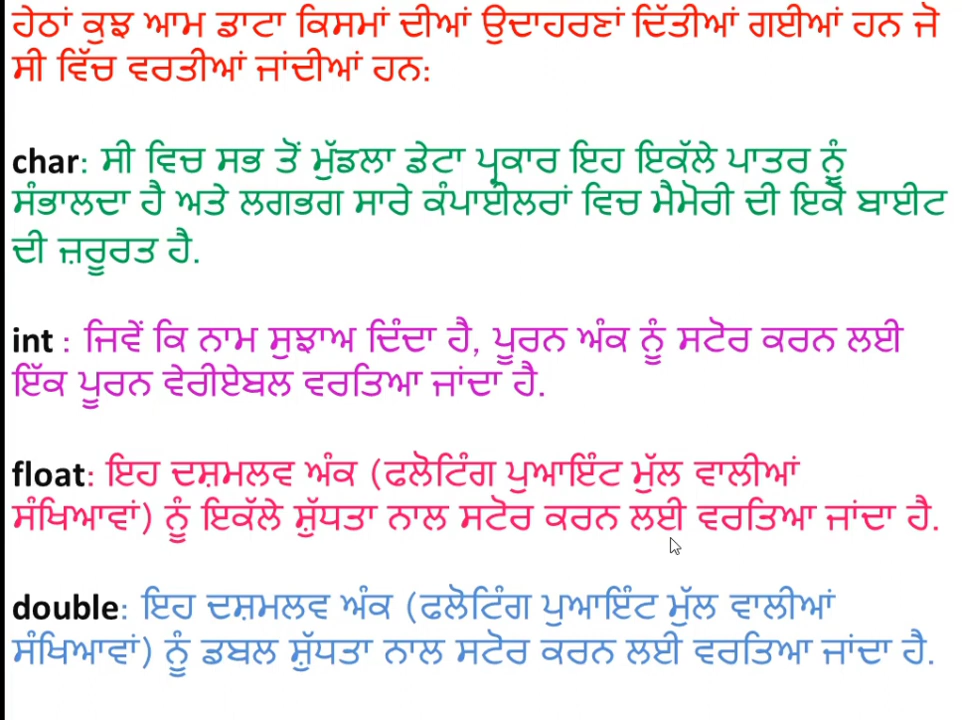 ਹੇਠਾਂ ਕੁਝ ਆਮ ਡਾਟਾ ਕਿਸਮਾਂ ਦੀਆਂ ਉਦਾਹਰਣਾਂ ਦਿੱਤੀਆਂ ਗਈਆਂ ਹਨ ਜੋ
ਸੀ ਵਿੱਚ ਵਰਤੀਆਂ ਜਾਂਦੀਆਂ ਹਨ:
char: ਸੀ ਵਿਚ ਸਭ ਤੋਂ ਮੁੱਡਲਾ ਡੇਟਾ ਪ੍ਰਕਾਰ ਇਹ ਇਕੱਲੇ ਪਾਤਰ ਨੂੰ
ਸੰਭਾਲਦਾ ਹੈ ਅਤੇ ਲਗਭਗ ਸਾਰੇ ਕੰਪਾਈਲਰਾਂ ਵਿਚ ਮੈਮੋਰੀ ਦੀ ਇਕੋ ਬਾਈਟ
ਦੀ ਜ਼ਰੂਰਤ ਹੈ.
int : ਜਿਵੇਂ ਕਿ ਨਾਮ ਸੁਝਾਅ ਦਿੰਦਾ ਹੈ, ਪੂਰਨ ਅੰਕ ਨੂੰ ਸਟੋਰ ਕਰਨ ਲਈ
ਇੱਕ ਪੂਰਨ ਵੇਰੀਏਬਲ ਵਰਤਿਆ ਜਾਂਦਾ ਹੈ.
float: ਇਹ ਦਸ਼ਮਲਵ ਅੰਕ (ਫਲੋਟਿੰਗ ਪੁਆਇੰਟ ਮੁੱਲ ਵਾਲੀਆਂ
ਸੰਖਿਆਵਾਂ) ਨੂੰ ਇਕੱਲੇ ਸ਼ੁੱਧਤਾ ਨਾਲ ਸਟੋਰ ਕਰਨ ਲਈ ਵਰਤਿਆ ਜਾਂਦਾ ਹੈ.
double: ਇਹ ਦਸ਼ਮਲਵ ਅੰਕ (ਫਲੋਟਿੰਗ ਪੁਆਇੰਟ ਮੁੱਲ ਵਾਲੀਆਂ
ਸੰਖਿਆਵਾਂ) ਨੂੰ ਡਬਲ ਸ਼ੁੱਧਤਾ ਨਾਲ ਸਟੋਰ ਕਰਨ ਲਈ ਵਰਤਿਆ ਜਾਂਦਾ ਹੈ.